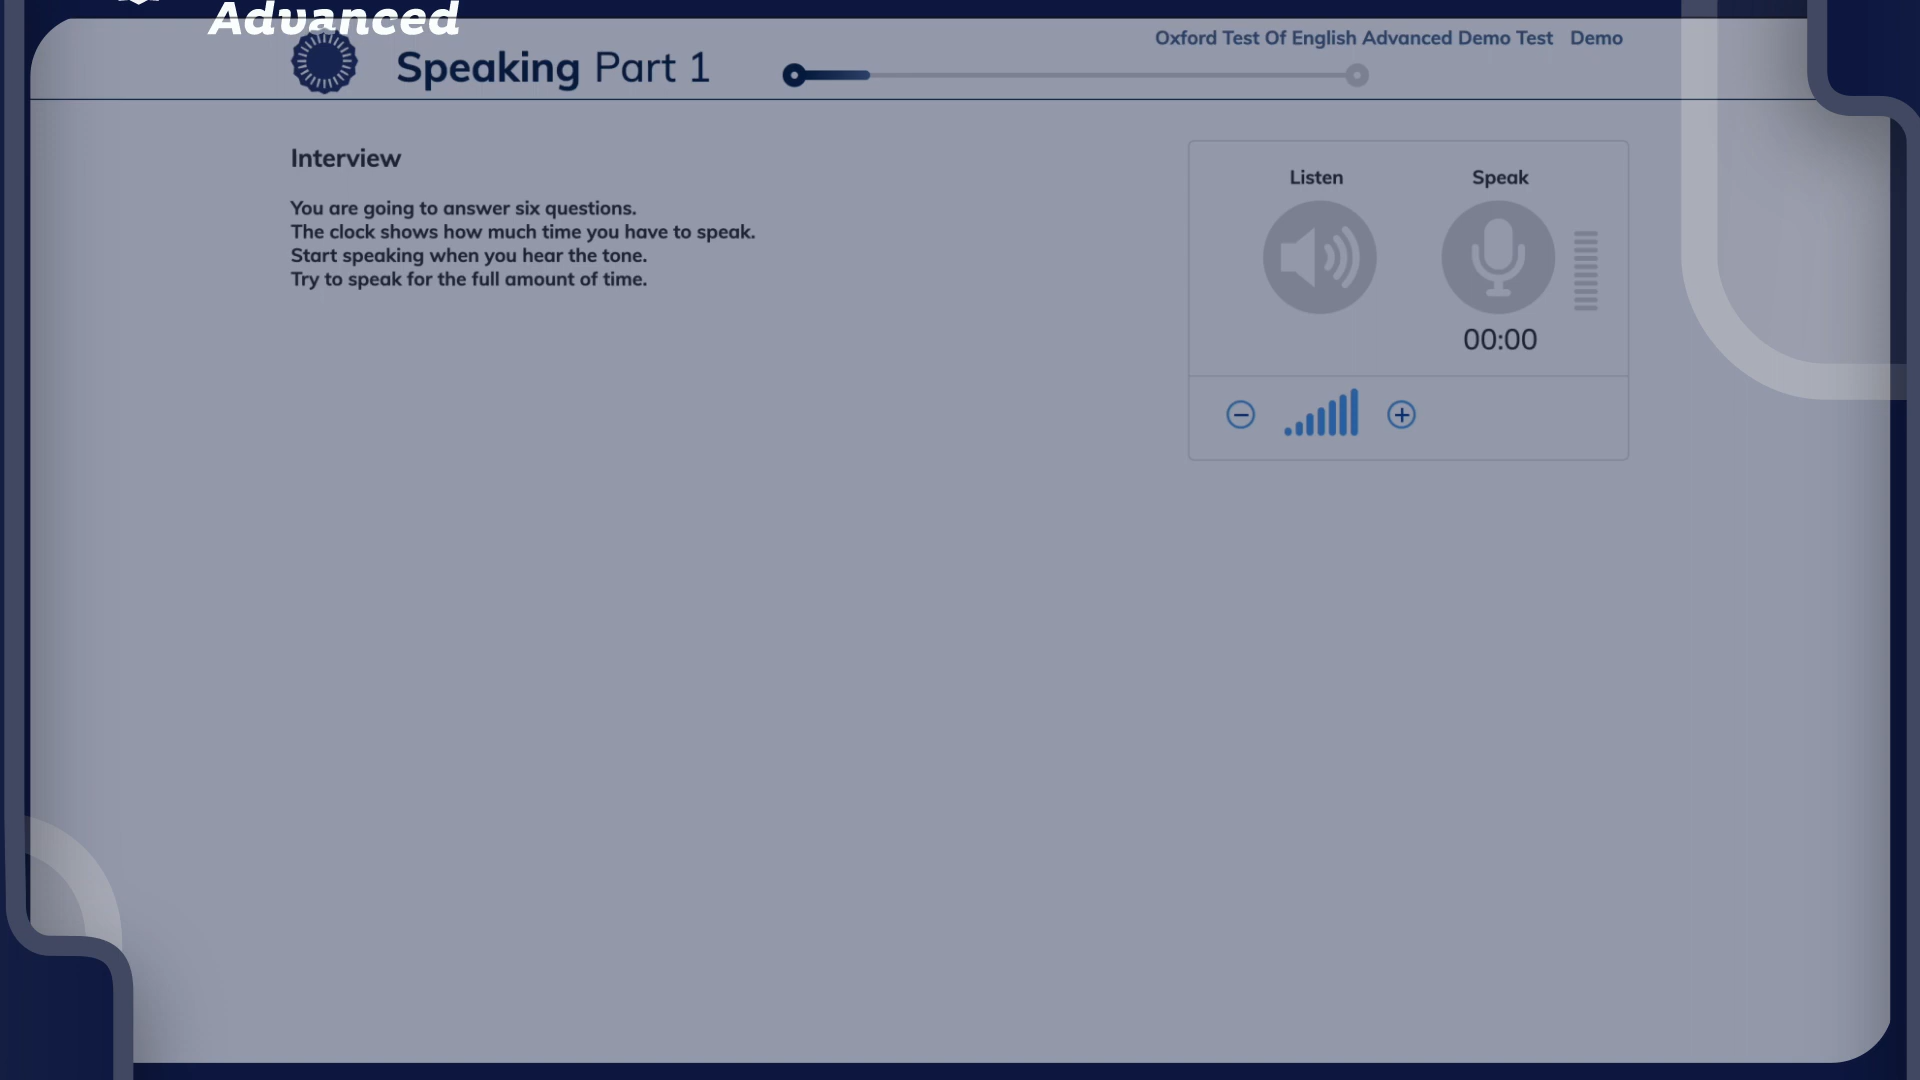 Advanced
Oxford Test Of English Advanced Demo Test Demo
Speaking Part 1
Interview
You are going to answer six questions.
The clock shows how much time you have to speak.
Start speaking when you hear the tone.
Try to speak for the full amount of time.
Listen Speak
00:00